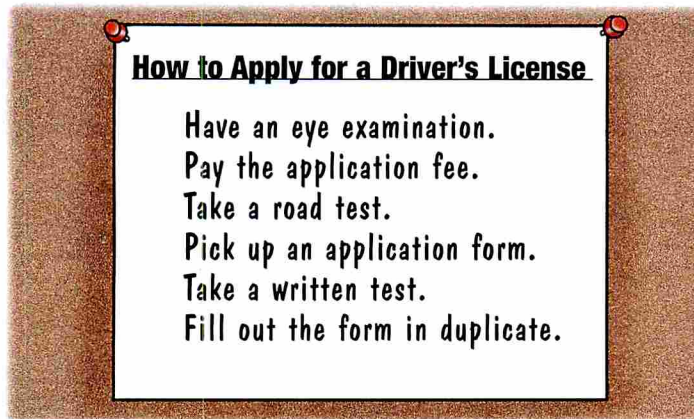 How to Apply for a Driver's License
Have an eye examination.
Pay the application fee.
Take a road test.
Pick up an application form.
Take a written test.
Fill out the form in duplicate.